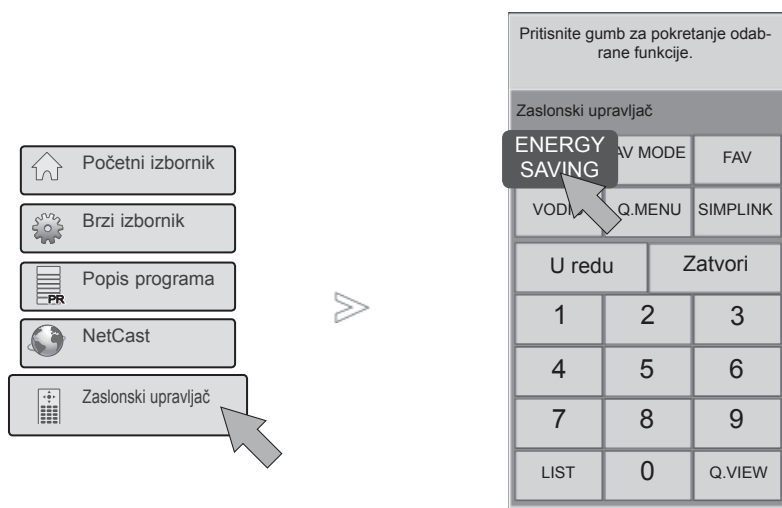 Početni izbornik
Brzi izbornik
Popis programa
PR
NetCast
Zaslonski upravljač
Pritisnite gumb za pokretanje odab-
rane funkcije.
Zaslonski upravljač
ENERGY
SAVING
AV MODE
FAV
Q.MENU
SIMPLINK
U redu
Zatvori
1
2
3
4
5
6
7
8
9
LIST
0
Q.VIEW